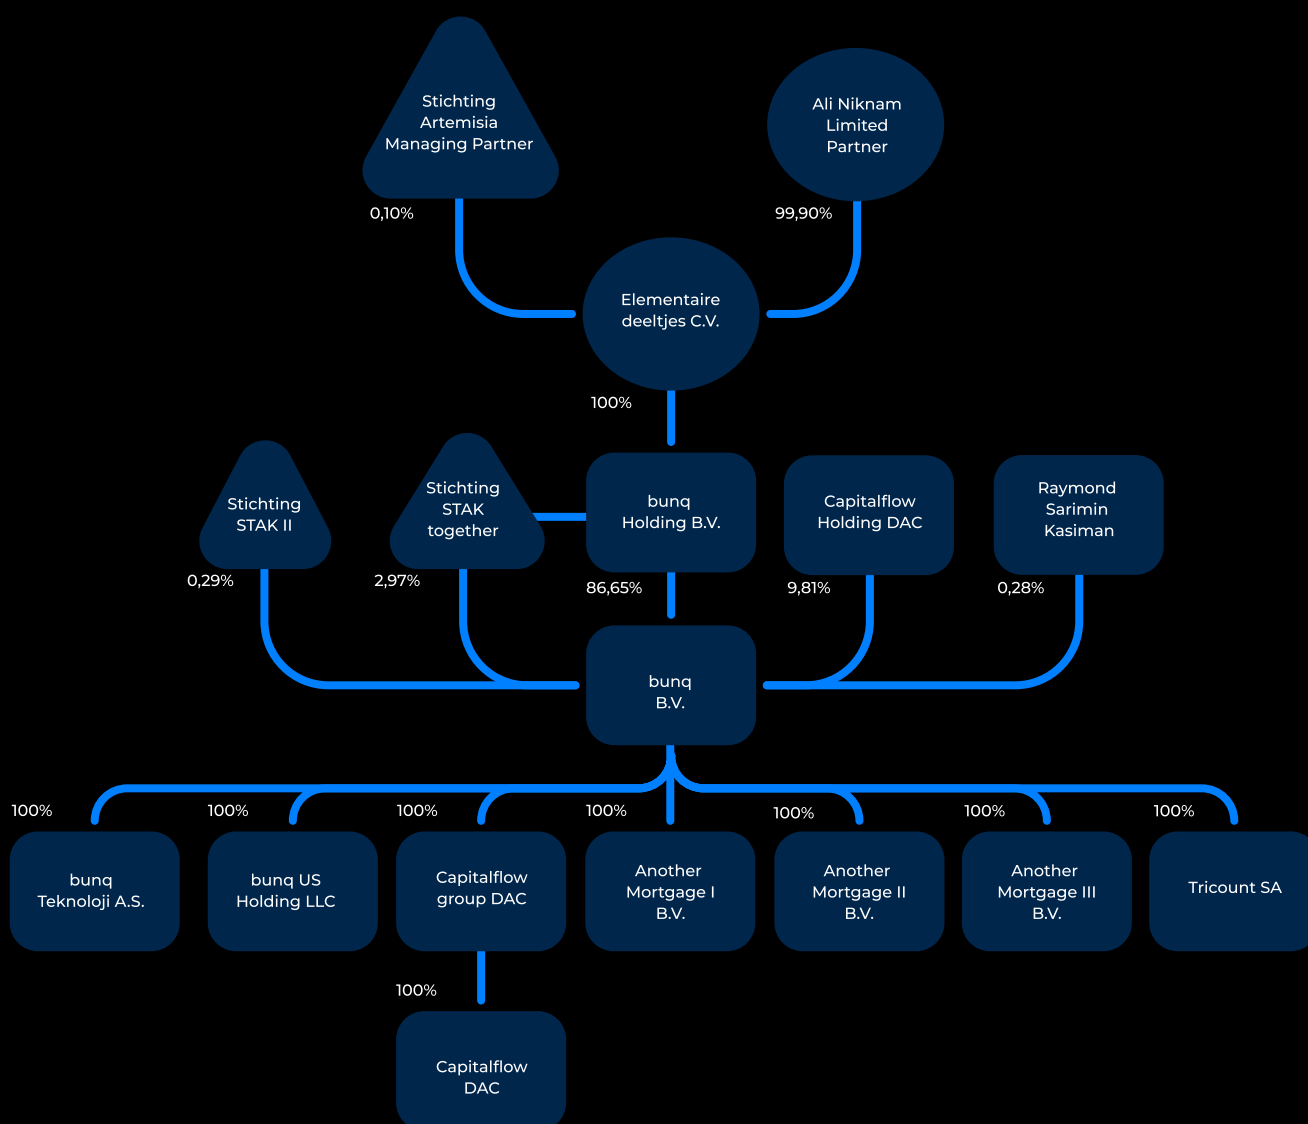 Stichting
Artemisia
Managing Partner
Ali Niknam
Limited
Partner
0,10%
99,90%
Elementaire
deeltjes C.V.
100%
Stichting
STAK II
Stichting
STAK
together
bunq
Holding B.V.
Capitalflow
Holding DAC
Raymond
Sarimin
Kasiman
0,29%
2,97%
86,65%
9,81%
0,28%
bunq
B.V.
100%
100%
100%
100%
100%
100%
100%
bunq
Teknoloji A.S.
bunq US
Holding LLC
Capitalflow
group DAC
Another
Mortgage I
B.V.
Another
Mortgage II
B.V.
Another
Mortgage III
B.V.
Tricount SA
100%
Capitalflow
DAC